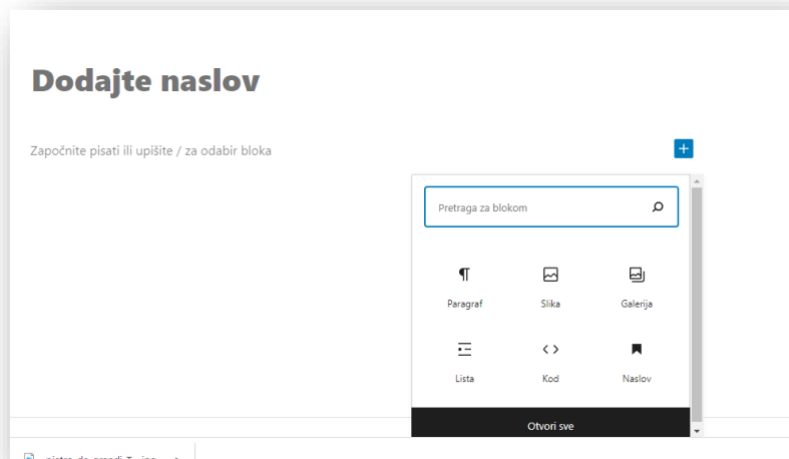 Dodajte naslov
Započnite pisati ili upišite / za odabir bloka
Pretraga za blokom
Paragraf Slika Galerija
Lista Kod Naslov
Otvori sve